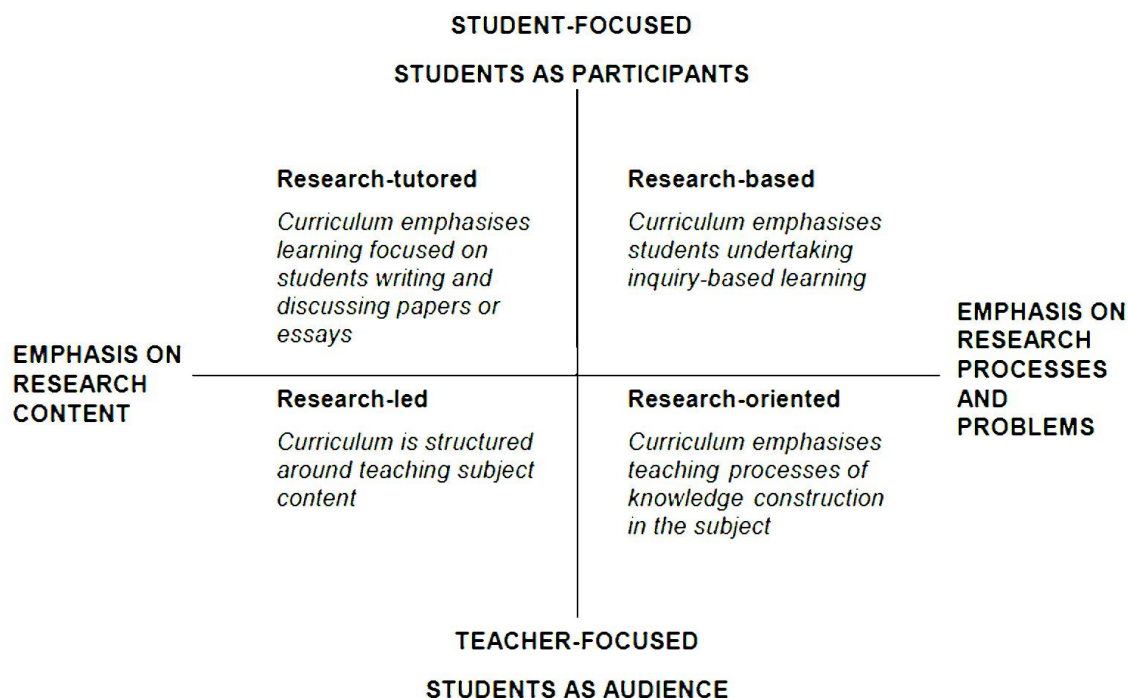 STUDENT-FOCUSED
STUDENTS AS PARTICIPANTS
Research-tutored
Curriculum emphasises
learning focused on
students writing and
discussing papers or
essays
Research-based
Curriculum emphasises
students undertaking
inquiry-based learning
EMPHASIS ON
RESEARCH
CONTENT
EMPHASIS ON
RESEARCH
PROCESSES
AND
PROBLEMS
Research-led
Curriculum is structured
around teaching subject
content
Research-oriented
Curriculum emphasises
teaching processes of
knowledge construction
in the subject
TEACHER-FOCUSED
STUDENTS AS AUDIENCE